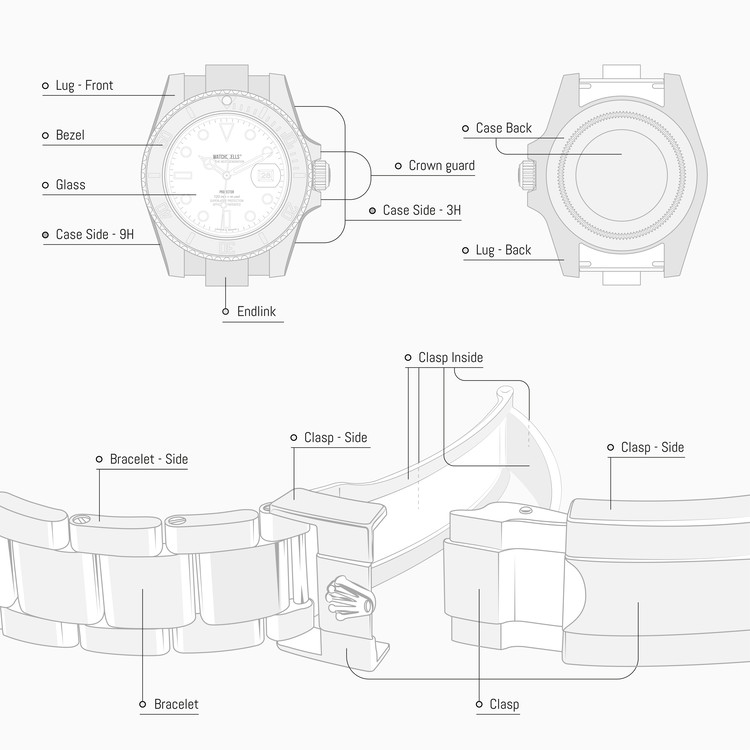 Lug - Front
Bezel
Glass
Case Side - 9H
Crown guard
Case Side - 3H
Endlink
Case Back
Lug - Back
Clasp Inside
Clasp - Side
Bracelet - Side
Clasp - Side
Bracelet
Clasp